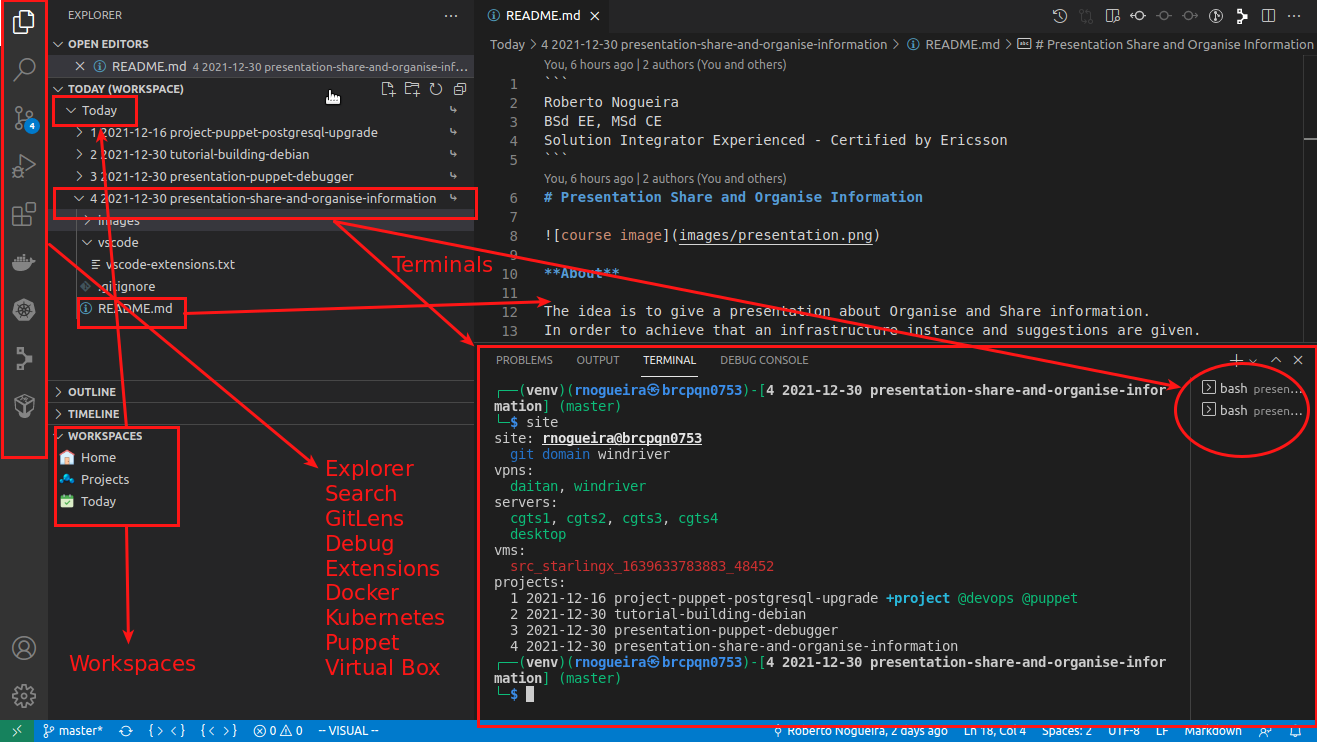 EXPLORER
OPEN EDITORS
README.md 4 2021-12-30 presentation-share-and-organise-inf...
TODAY (WORKSPACE)
Today
1 2021-12-16 project-puppet-postgresql-upgrade
2 2021-12-30 tutorial-building-debian
3 2021-12-30 presentation-puppet-debugger
4 2021-12-30 presentation-share-and-organise-information
images
vscode
vscode-extensions.txt
.gitignore
README.md
OUTLINE
TIMELINE
WORKSPACES
Home
Projects
Today
4
Workspaces
Explorer
Search
GitLens
Debug
Extensions
Docker
Kubernetes
Puppet
Virtual Box
Terminals
README.md
Today > 4 2021-12-30 presentation-share-and-organise-information > README.md > # Presentation Share and Organise Information
You, 6 hours ago | 2 authors (You and others)
1 ```
2 Roberto Nogueira
3 BSd EE, MSd CE
4 Solution Integrator Experienced - Certified by Ericsson
5 ```
You, 6 hours ago | 2 authors (You and others)
6 # Presentation Share and Organise Information
7
8 ![course image](images/presentation.png)
9
10 **About**
11
12 The idea is to give a presentation about Organise and Share information.
13 In order to achieve that an infrastructure instance and suggestions are given.
PROBLEMS OUTPUT TERMINAL DEBUG CONSOLE
┌──(venv)(rnogueira㉿brcpqn0753)-[4 2021-12-30 presentation-share-and-organise-infor
mation] (master)
└─$ site
site: rnogueira@brcpqn0753
git domain windriver
vpns:
daitan, windriver
servers:
cgts1, cgts2, cgts3, cgts4
desktop
vms:
src_starlingx_1639633783883_48452
projects:
1 2021-12-16 project-puppet-postgresql-upgrade +project @devops @puppet
2 2021-12-30 tutorial-building-debian
3 2021-12-30 presentation-puppet-debugger
4 2021-12-30 presentation-share-and-organise-information
┌──(venv)(rnogueira㉿brcpqn0753)-[4 2021-12-30 presentation-share-and-organise-infor
mation] (master)
└─$
bash presen...
bash presen...
master* {> <} {< >} 0 0 -- VISUAL -- Roberto Nogueira, 2 days ago Ln 18, Col 4 Spaces: 2 UTF-8 LF Markdown